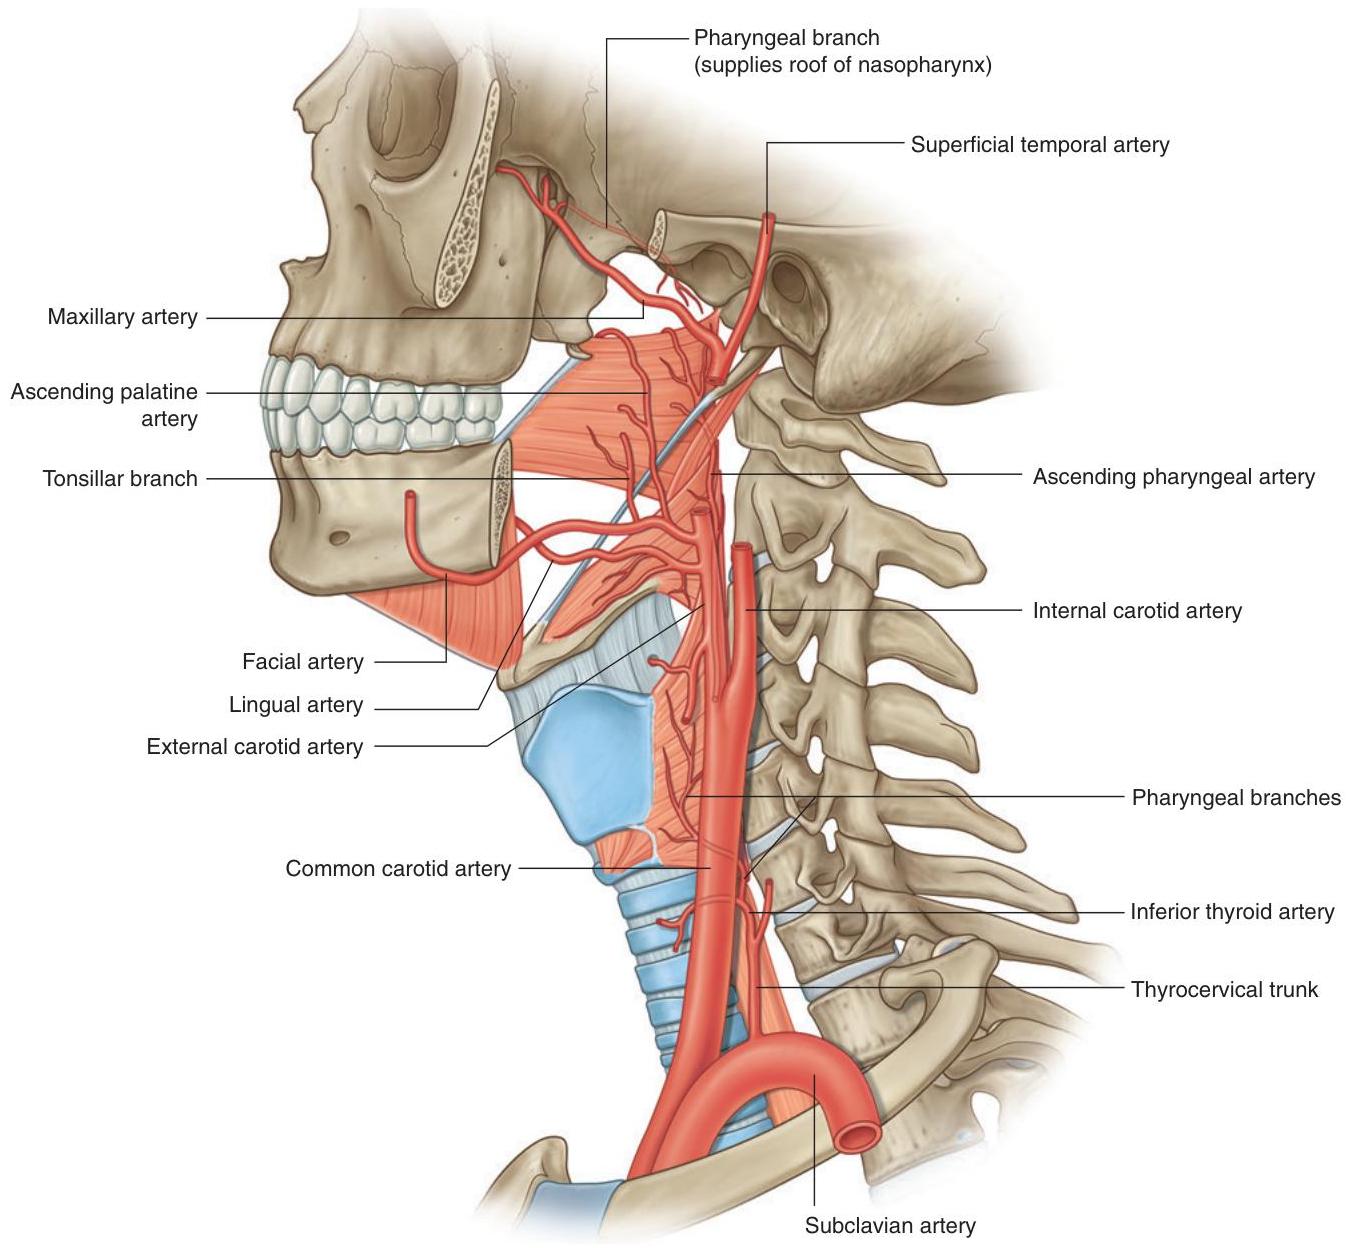 Pharyngeal branch
(supplies roof of nasopharynx)
Superficial temporal artery
Maxillary artery
Ascending palatine
artery
Tonsillar branch
Ascending pharyngeal artery
Internal carotid artery
Facial artery
Lingual artery
External carotid artery
Pharyngeal branches
Common carotid artery
Inferior thyroid artery
Thyrocervical trunk
Subclavian artery